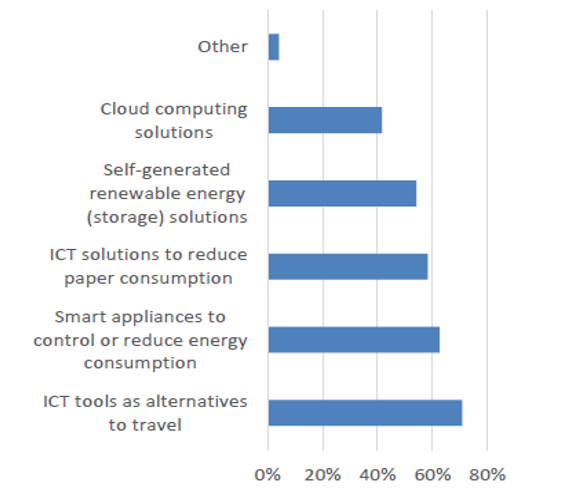 Other
Cloud computing
solutions
Self-generated
renewable energy
(storage) solutions
ICT solutions to reduce
paper consumption
Smart appliances to
control or reduce energy
consumption
ICT tools as alternatives
to travel
0% 20% 40% 60% 80%